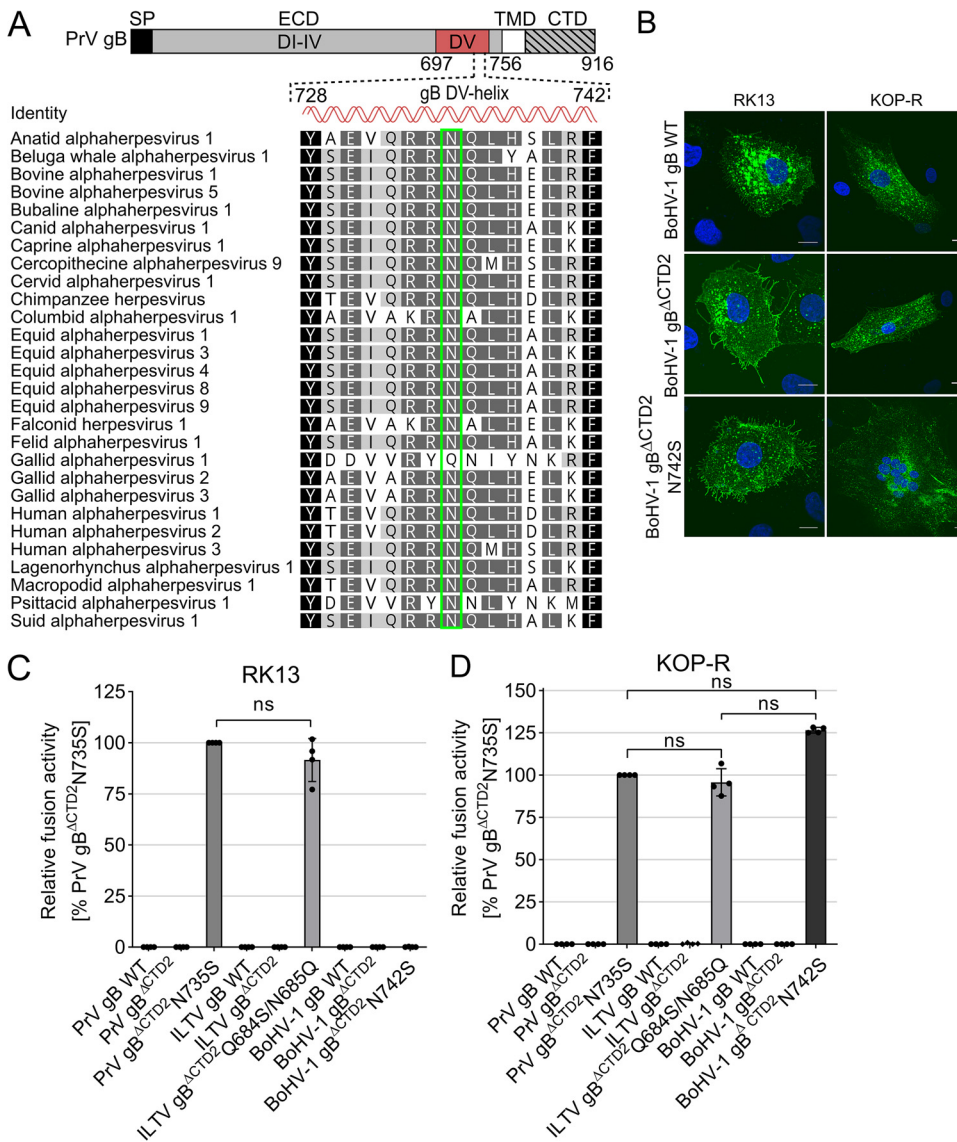 A
SP ECD TMD CTD
PrV gB DI-IV DV
697 756 916
728 gB DV-helix 742
Identity
Anatid alphaherpesvirus 1 Y A E V Q R R N Q L H S L R F
Beluga whale alphaherpesvirus 1 Y S E I Q R R N Q L Y A L R F
Bovine alphaherpesvirus 1 Y S E I Q R R N Q L H E L R F
Bovine alphaherpesvirus 5 Y S E I Q R R N Q L H E L R F
Bubaline alphaherpesvirus 1 Y S E I Q R R N Q L H E L R F
Canid alphaherpesvirus 1 Y S E I Q R R N Q L H A L K F
Caprine alphaherpesvirus 1 Y S E I Q R R N Q L H E L K F
Cercopithecine alphaherpesvirus 9 Y S E I Q R R N Q M H S L R F
Cervid alphaherpesvirus 1 Y S E I Q R R N Q L H E L R F
Chimpanzee herpesvirus Y T E V Q R R N Q L H D L R F
Columbid alphaherpesvirus 1 Y A E V A K R N A L H E L K F
Equid alphaherpesvirus 1 Y S E I Q R R N Q L H A L R F
Equid alphaherpesvirus 3 Y S E I Q R R N Q L H A L K F
Equid alphaherpesvirus 4 Y S E I Q R R N Q L H A L R F
Equid alphaherpesvirus 8 Y S E I Q R R N Q L H A L R F
Equid alphaherpesvirus 9 Y S E I Q R R N Q L H A L R F
Falconid herpesvirus 1 Y A E V A K R N A L H E L K F
Felid alphaherpesvirus 1 Y S E I Q R R N Q L H A L K F
Gallid alphaherpesvirus 1 Y D D V V R Y Q N I Y N K R F
Gallid alphaherpesvirus 2 Y A E V A R R N Q L H E L K F
Gallid alphaherpesvirus 3 Y A E V A R R N Q L H E L K F
Human alphaherpesvirus 1 Y T E V Q R R N Q L H D L R F
Human alphaherpesvirus 2 Y T E V Q R R N Q L H D L R F
Human alphaherpesvirus 3 Y S E I Q R R N Q M H S L R F
Lagenorhynchus alphaherpesvirus 1 Y S E I Q R R N Q L H S L K F
Macropodid alphaherpesvirus 1 Y T E V Q R R N Q L H A L R F
Psittacid alphaherpesvirus 1 Y D E V V R Y N N L Y N K M F
Suid alphaherpesvirus 1 Y S E I Q R R N Q L H A L R F
B
RK13 KOP-R
BoHV-1 gB WT
BoHV-1 gB^ΔCTD2
BoHV-1 gB^ΔCTD2 N742S
C
RK13
Relative fusion activity
[% PrV gB^ΔCTD2N735S]
125
100
75
50
25
0
ns
PrV gB WT
PrV gB^ΔCTD2
PrV gB^ΔCTD2N735S
ILTV gB WT
ILTV gB^ΔCTD2
ILTV gB^ΔCTD2Q684S/N685Q
BoHV-1 gB WT
BoHV-1 gB^ΔCTD2
BoHV-1 gB^ΔCTD2N742S
D
KOP-R
Relative fusion activity
[% PrV gB^ΔCTD2N735S]
150
125
100
75
50
25
0
ns
ns
ns
PrV gB WT
PrV gB^ΔCTD2
PrV gB^ΔCTD2N735S
ILTV gB WT
ILTV gB^ΔCTD2
ILTV gB^ΔCTD2Q684S/N685Q
BoHV-1 gB WT
BoHV-1 gB^ΔCTD2
BoHV-1 gB^ΔCTD2N742S